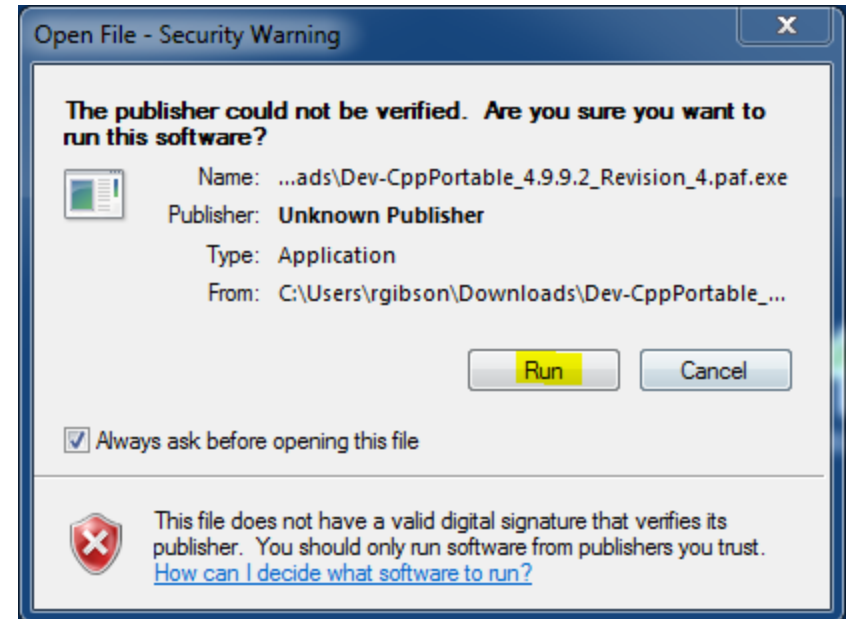 Open File - Security Warning
X
The publisher could not be verified. Are you sure you want to
run this software?
Name: ...ads\Dev-CppPortable_4.9.9.2_Revision_4.paf.exe
Publisher: Unknown Publisher
Type: Application
From: C:\Users\rgibson\Downloads\Dev-CppPortable_...
Run Cancel
Always ask before opening this file
This file does not have a valid digital signature that verifies its
publisher. You should only run software from publishers you trust.
How can I decide what software to run?